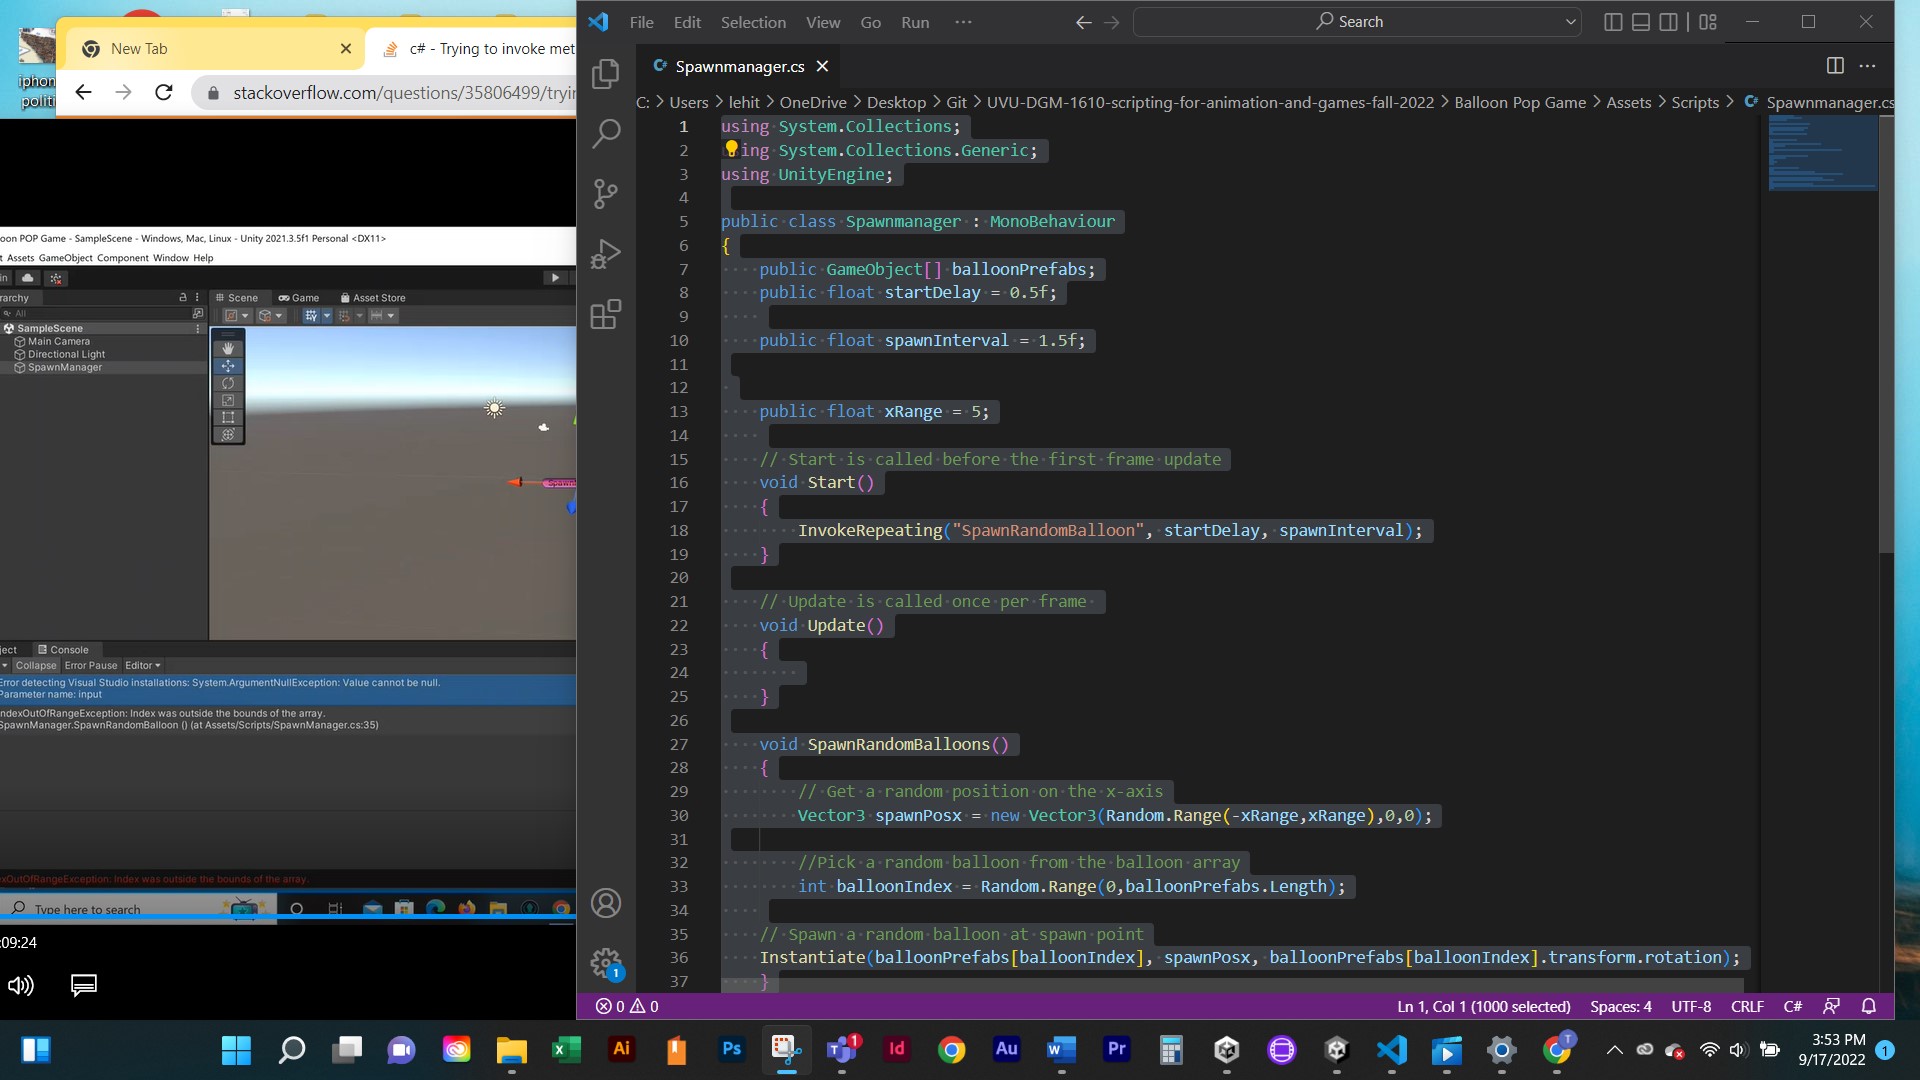 iphon
politi
New Tab
c# - Trying to invoke met
stackoverflow.com/questions/35806499/tryin
oon POP Game - SampleScene - Windows, Mac, Linux - Unity 2021.3.5f1 Personal <DX11>
t Assets GameObject Component Window Help
in
rarchy
Scene
Game
Asset Store
All
SampleScene
Main Camera
Directional Light
SpawnManager
ject
Console
Collapse Error Pause Editor
Error detecting Visual Studio installations: System.ArgumentNullException: Value cannot be null.
Parameter name: input
IndexOutOfRangeException: Index was outside the bounds of the array.
SpawnManager.SpawnRandomBalloon () (at Assets/Scripts/SpawnManager.cs:35)
exOutOfRangeException: Index was outside the bounds of the array.
Type here to search
:09:24
File Edit Selection View Go Run ···
Search
C# Spawnmanager.cs
C: > Users > lehit > OneDrive > Desktop > Git > UVU-DGM-1610-scripting-for-animation-and-games-fall-2022 > Balloon Pop Game > Assets > Scripts > C# Spawnmanager.cs
1 using System.Collections;
2 ing System.Collections.Generic;
3 using UnityEngine;
4
5 public class Spawnmanager : MonoBehaviour
6 {
7 public GameObject[] balloonPrefabs;
8 public float startDelay = 0.5f;
9
10 public float spawnInterval = 1.5f;
11
12
13 public float xRange = 5;
14
15 // Start is called before the first frame update
16 void Start()
17 {
18 InvokeRepeating("SpawnRandomBalloon", startDelay, spawnInterval);
19 }
20
21 // Update is called once per frame
22 void Update()
23 {
24
25 }
26
27 void SpawnRandomBalloons()
28 {
29 // Get a random position on the x-axis
30 Vector3 spawnPosx = new Vector3(Random.Range(-xRange,xRange),0,0);
31
32 //Pick a random balloon from the balloon array
33 int balloonIndex = Random.Range(0,balloonPrefabs.Length);
34
35 // Spawn a random balloon at spawn point
36 Instantiate(balloonPrefabs[balloonIndex], spawnPosx, balloonPrefabs[balloonIndex].transform.rotation);
37 }
1
0 0
Ln 1, Col 1 (1000 selected)
Spaces: 4
UTF-8
CRLF
C#
Ai
Ps
1
Id
Au
W
Pr
T
3:53 PM
9/17/2022
1